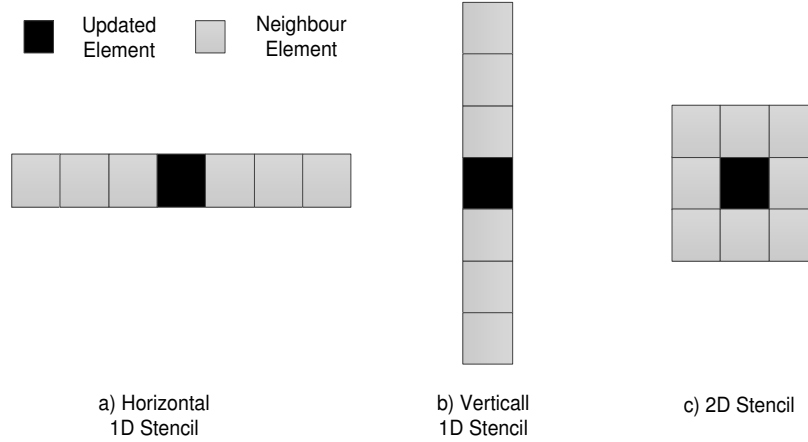 Updated
Element
Neighbour
Element
a) Horizontal
1D Stencil
b) Verticall
1D Stencil
c) 2D Stencil